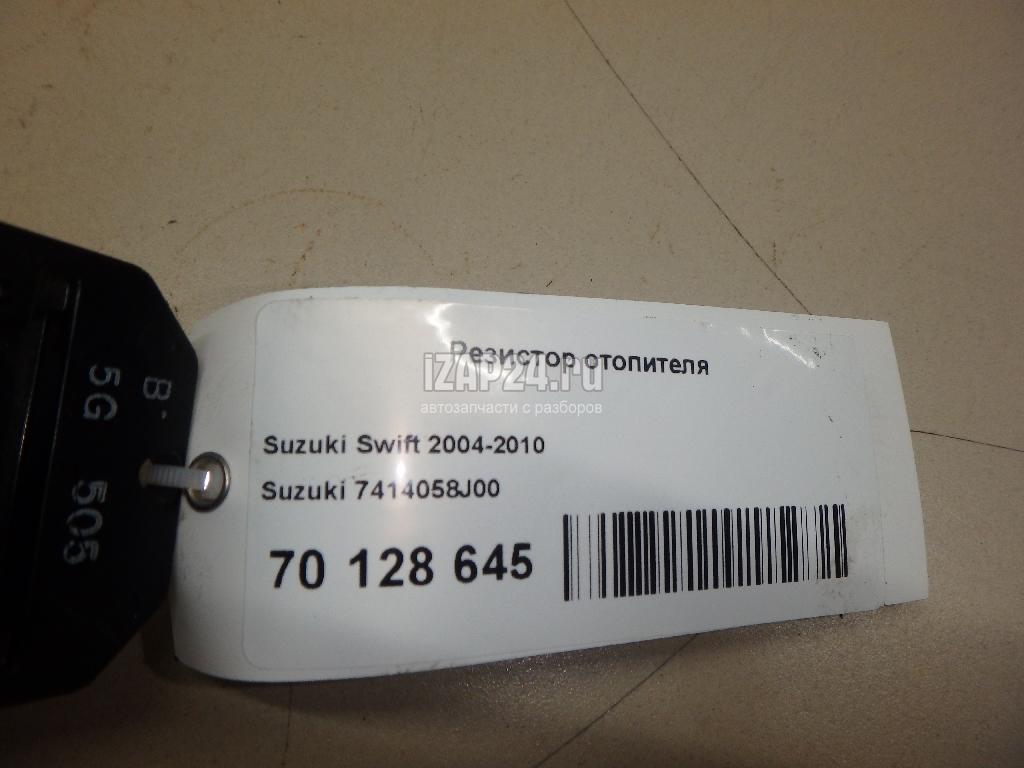 Резистор отопителя
iZAP24.ru
автозапчасти с разборов
Suzuki Swift 2004-2010
Suzuki 7414058J00
70 128 645
B
5G 505